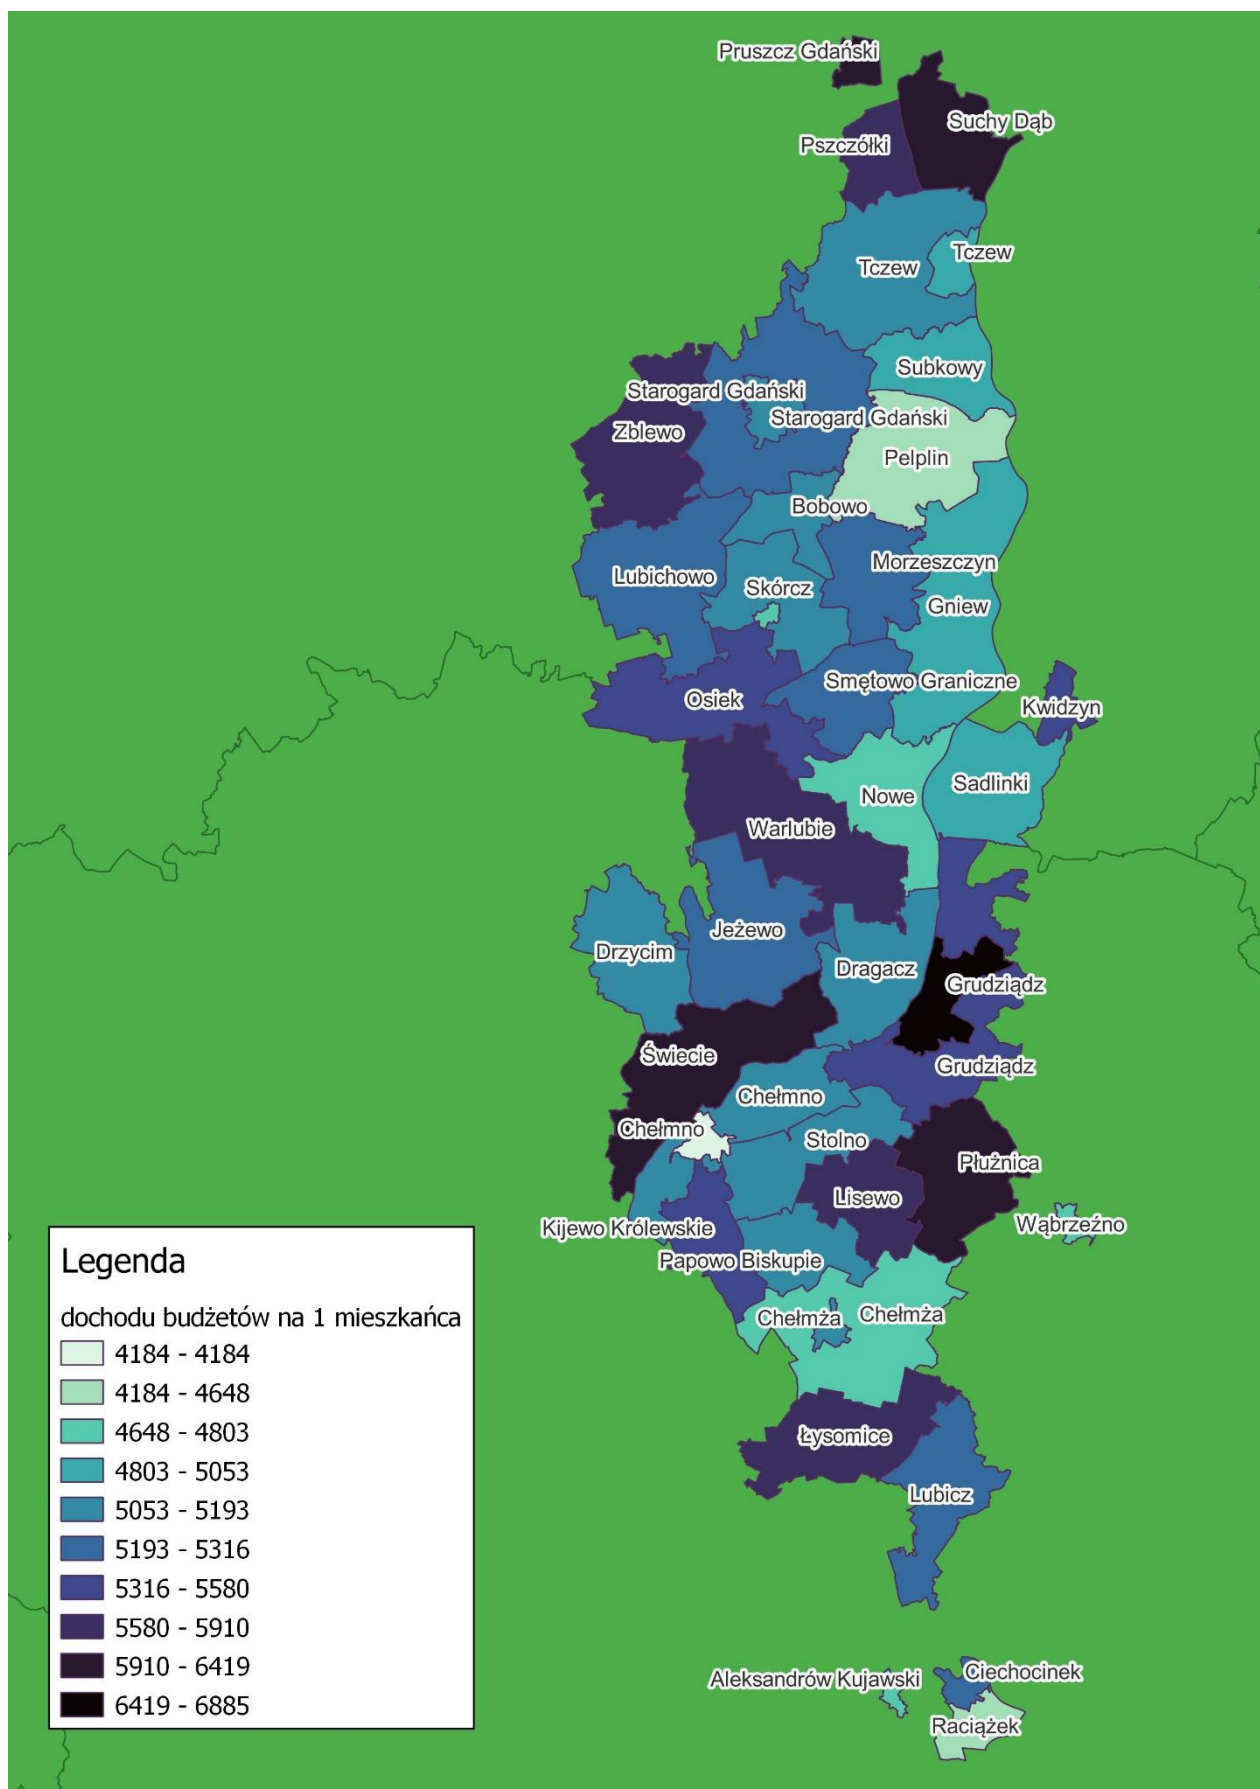 Pruszcz Gdański
Suchy Dąb
Pszczółki
Tczew
Tczew
Subkowy
Starogard Gdański
Starogard Gdański
Zblewo
Pelplin
Bobowo
Morzeszczyn
Lubichowo
Skórcz
Gniew
Smętowo Graniczne
Osiek
Kwidzyn
Sadlinki
Nowe
Warlubie
Jeżewo
Drzycim
Dragacz
Grudziądz
Świecie
Grudziądz
Chełmno
Chełmno
Stolno
Płużnica
Lisewo
Wąbrzeźno
Kijewo Królewskie
Papowo Biskupie
Chełmża
Chełmża
Łysomice
Lubicz
Aleksandrów Kujawski
Ciechocinek
Raciążek
Legenda
dochodu budżetów na 1 mieszkańca
4184 - 4184
4184 - 4648
4648 - 4803
4803 - 5053
5053 - 5193
5193 - 5316
5316 - 5580
5580 - 5910
5910 - 6419
6419 - 6885